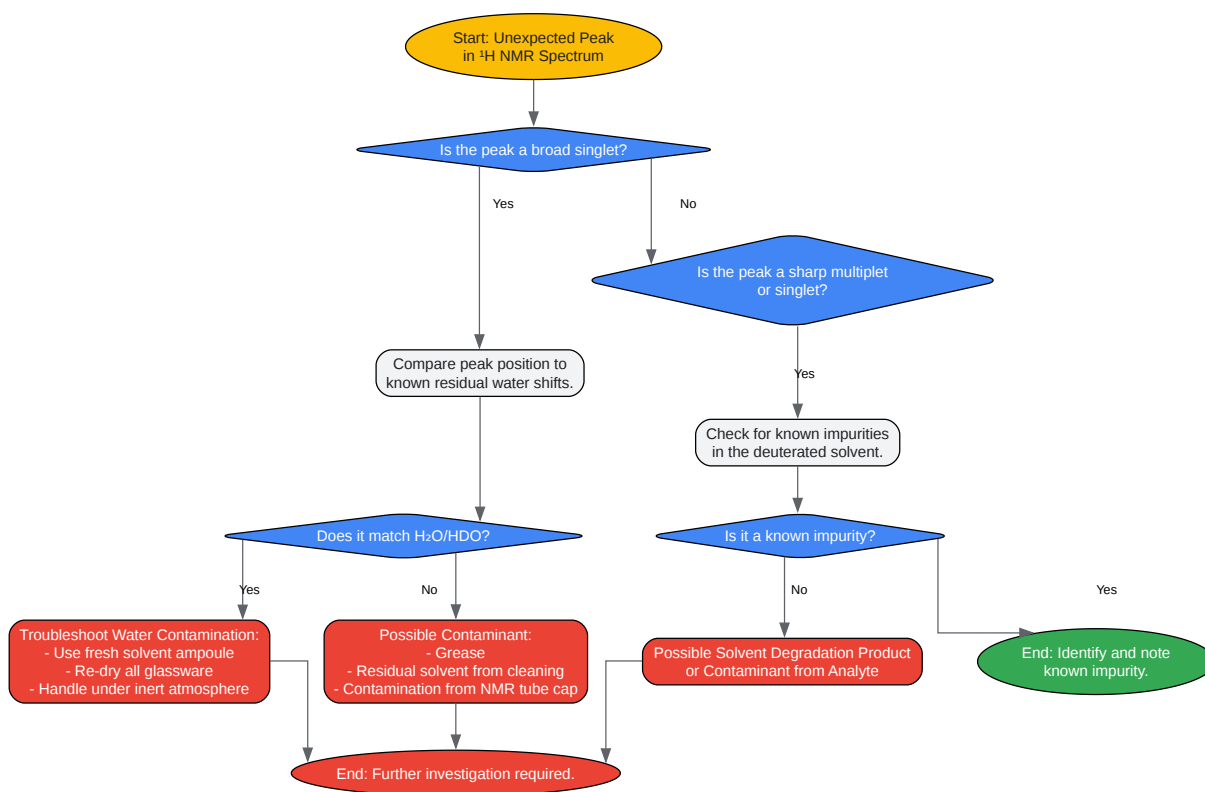 Start: Unexpected Peak
in ¹H NMR Spectrum
Is the peak a broad singlet?
Yes
No
Is the peak a sharp multiplet
or singlet?
Compare peak position to
known residual water shifts.
Yes
Check for known impurities
in the deuterated solvent.
Does it match H₂O/HDO?
Is it a known impurity?
Yes
No
No
Yes
Troubleshoot Water Contamination:
- Use fresh solvent ampoule
- Re-dry all glassware
- Handle under inert atmosphere
Possible Contaminant:
- Grease
- Residual solvent from cleaning
- Contamination from NMR tube cap
Possible Solvent Degradation Product
or Contaminant from Analyte
End: Identify and note
known impurity.
End: Further investigation required.